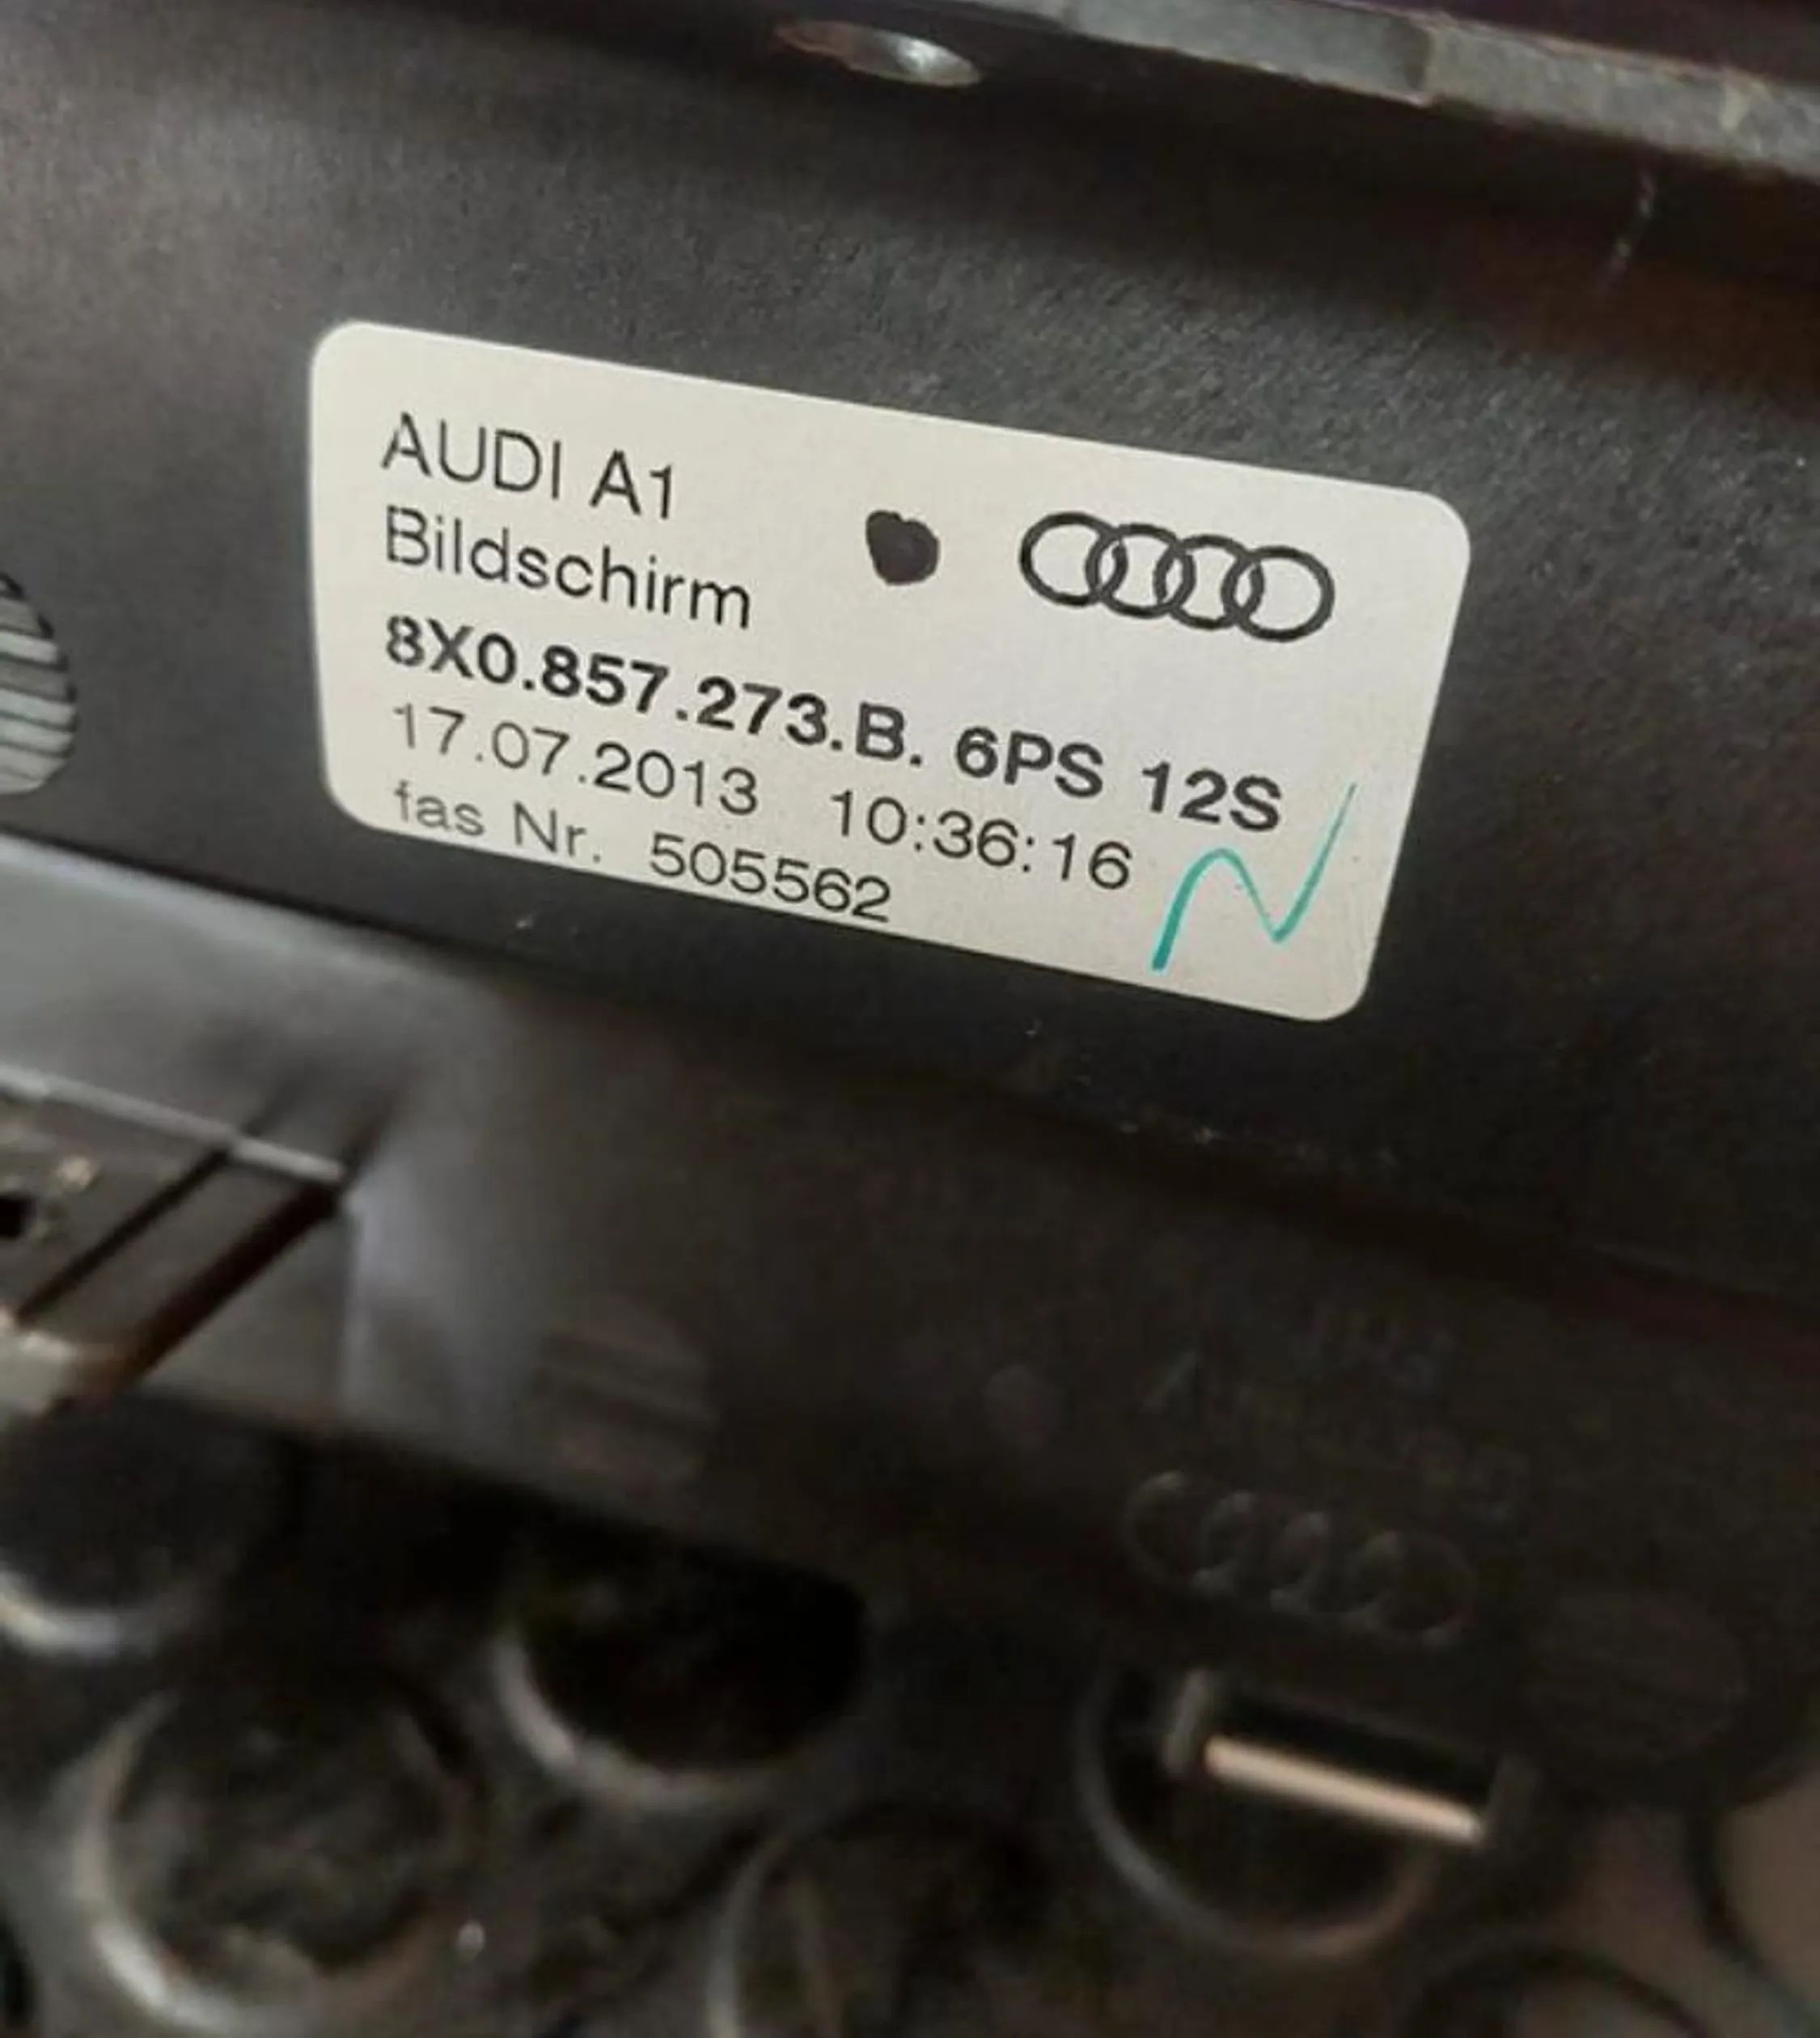 AUDI A1
Bildschirm
8X0.857.273.B. 6PS 12S
17.07.2013 10:36:16
fas Nr. 505562
N